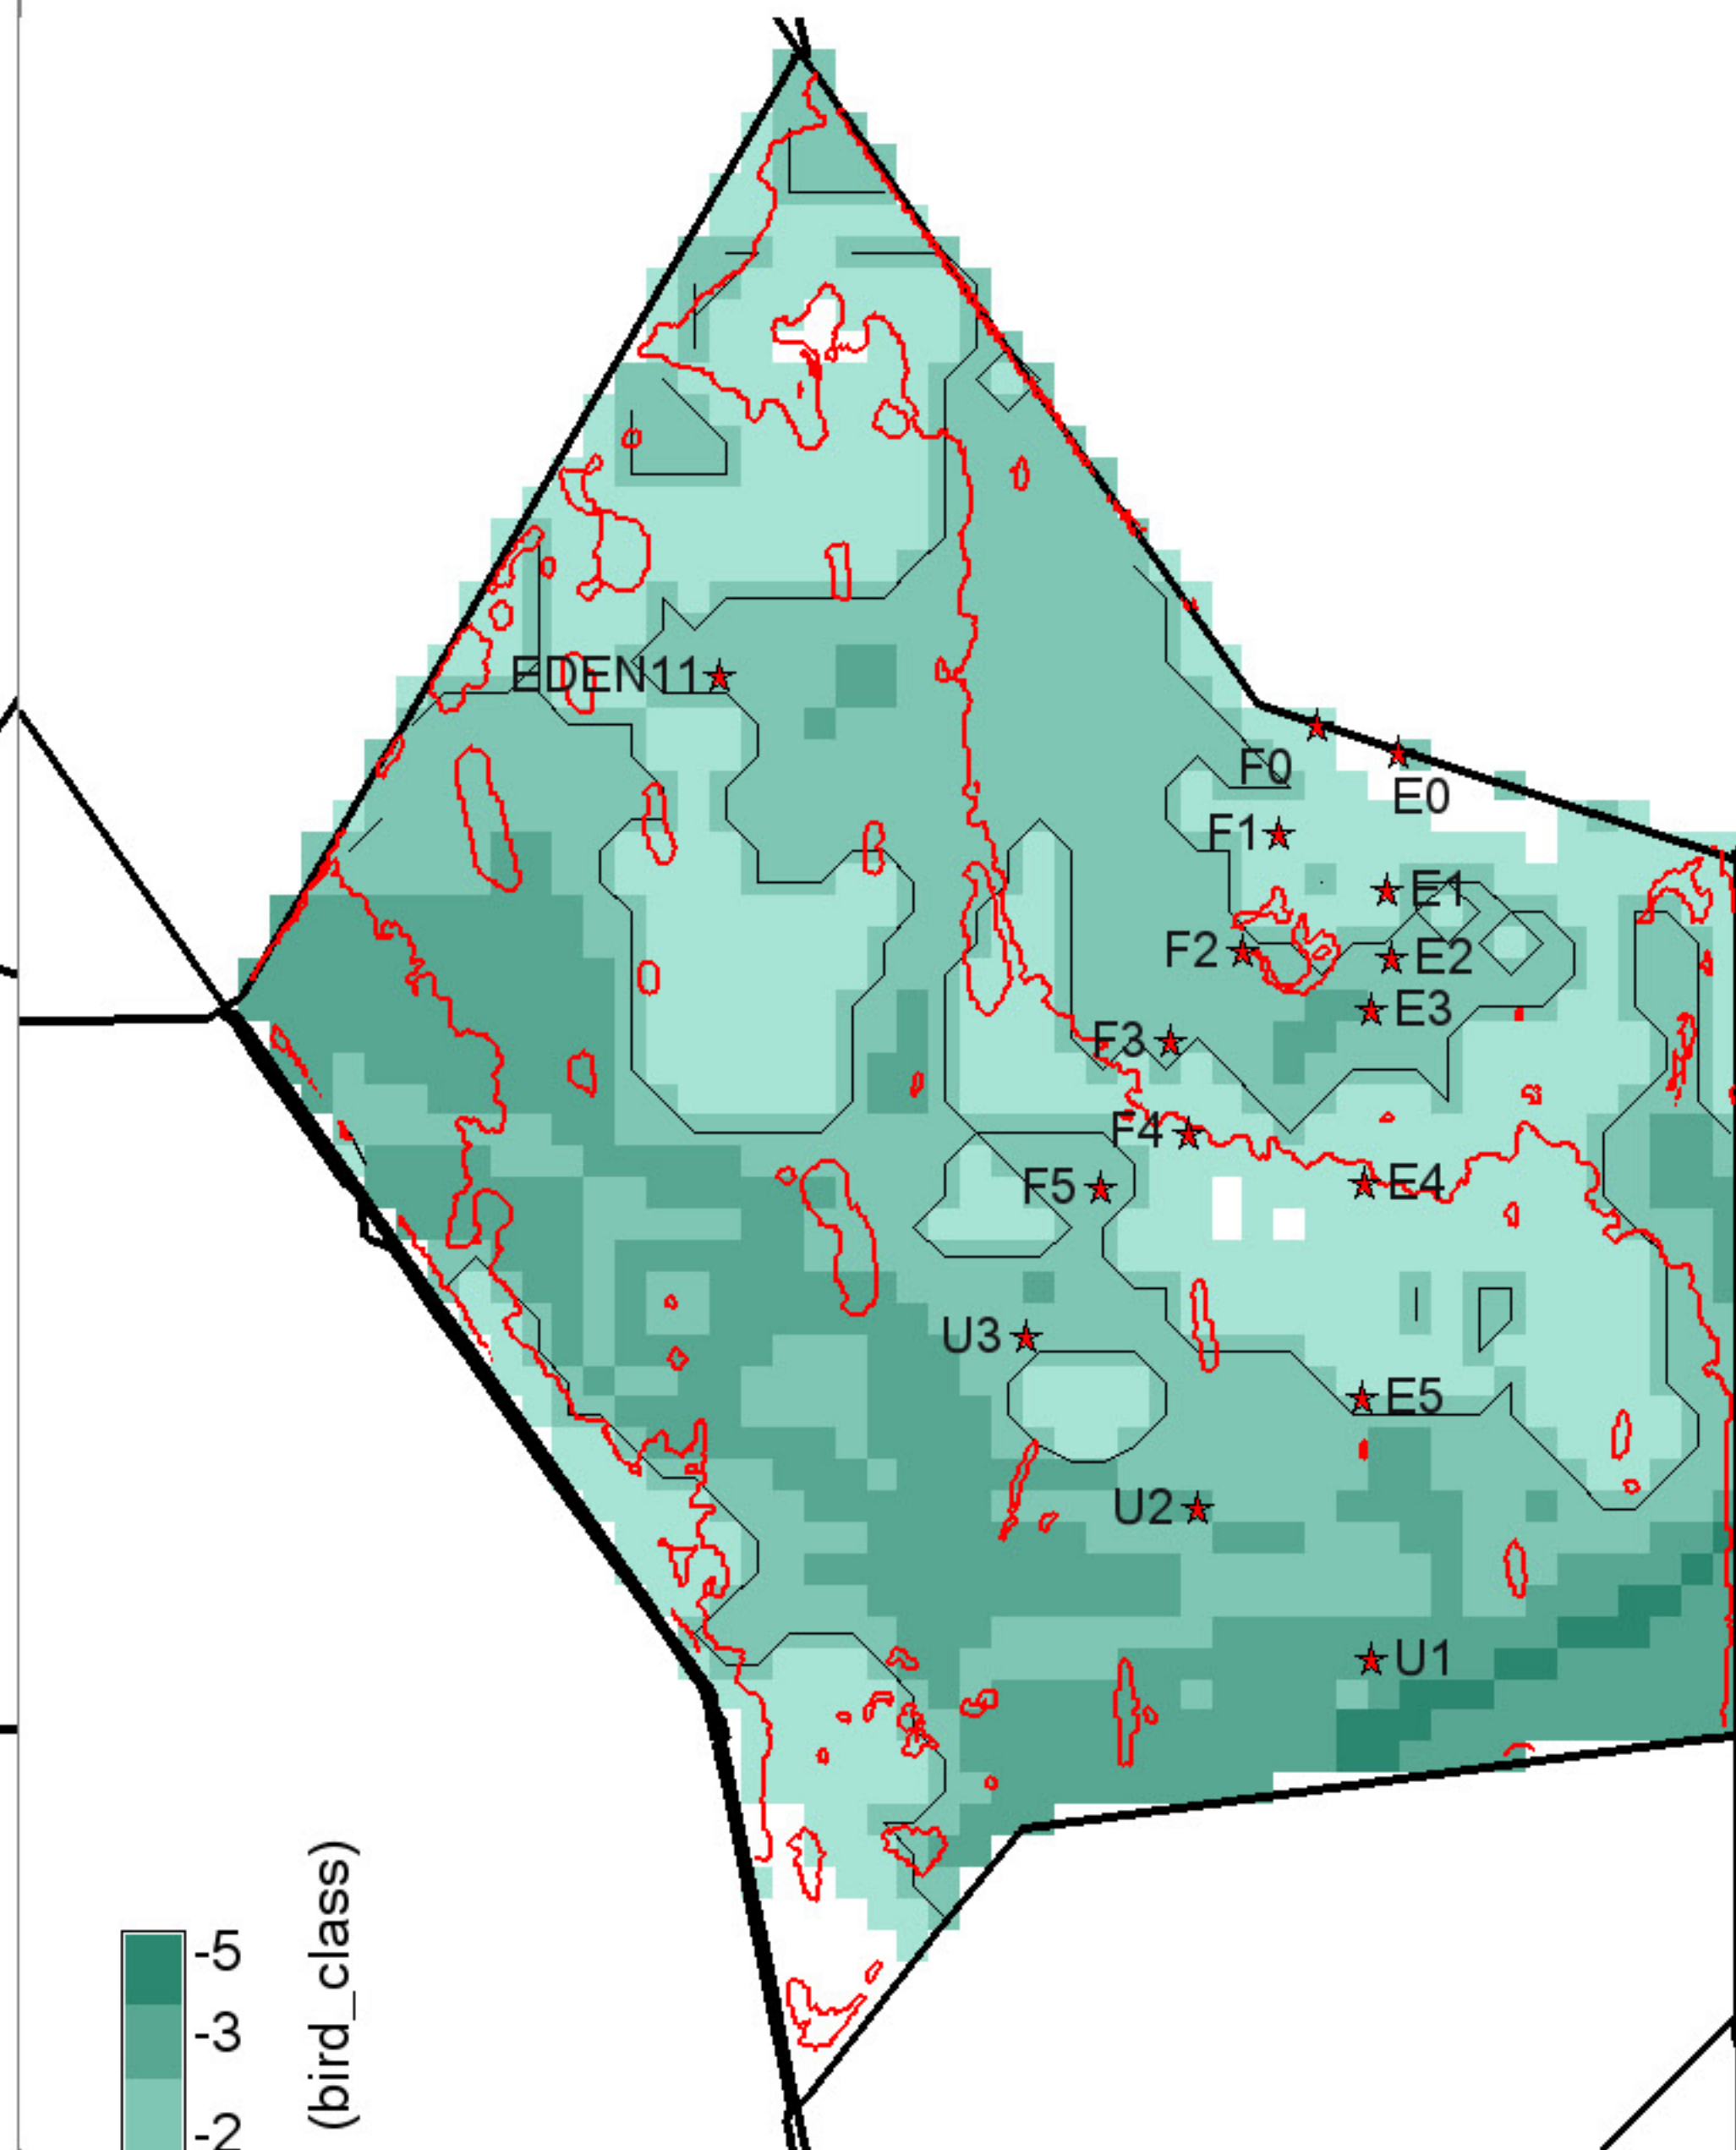 EDEN11
F0
E0
F1
E1
F2
E2
E3
F3
F4
E4
F5
U3
E5
U2
U1
(bird_class)
-5
-3
-2